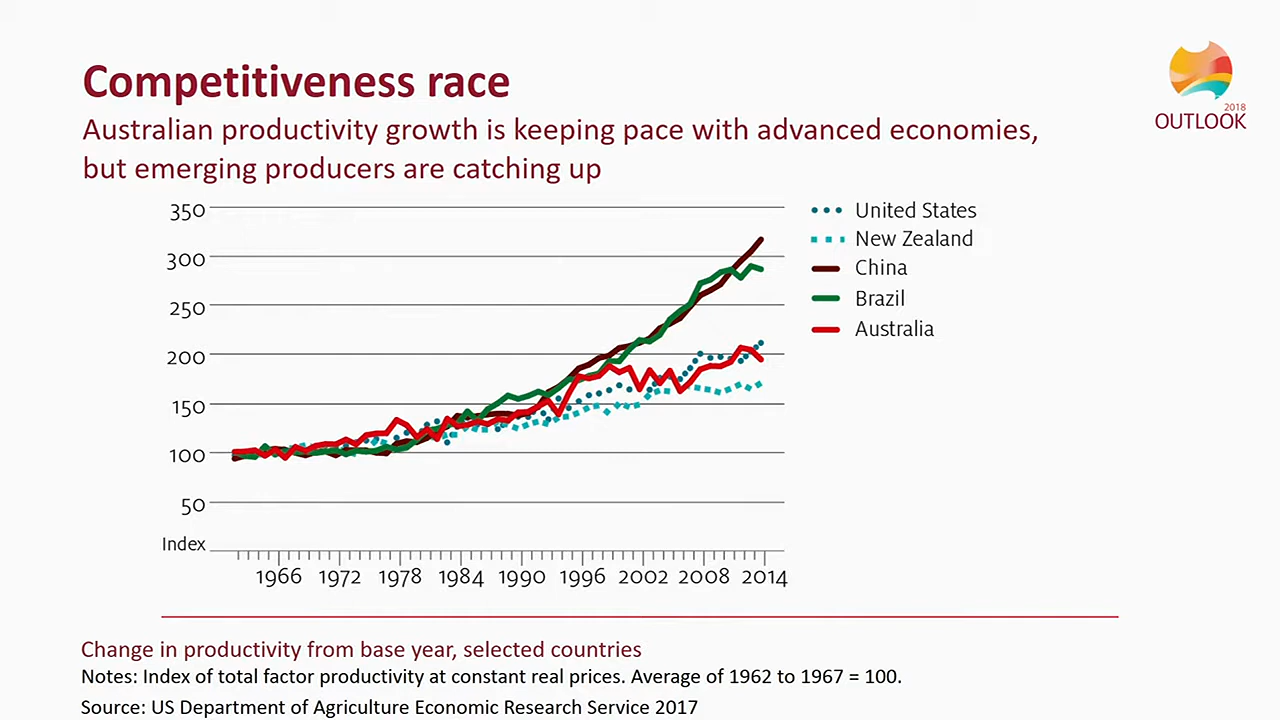 Competitiveness race
Australian productivity growth is keeping pace with advanced economies,
but emerging producers are catching up
2018
OUTLOOK
350
300
250
200
150
100
50
Index
1966 1972 1978 1984 1990 1996 2002 2008 2014
United States
New Zealand
China
Brazil
Australia
Change in productivity from base year, selected countries
Notes: Index of total factor productivity at constant real prices. Average of 1962 to 1967 = 100.
Source: US Department of Agriculture Economic Research Service 2017